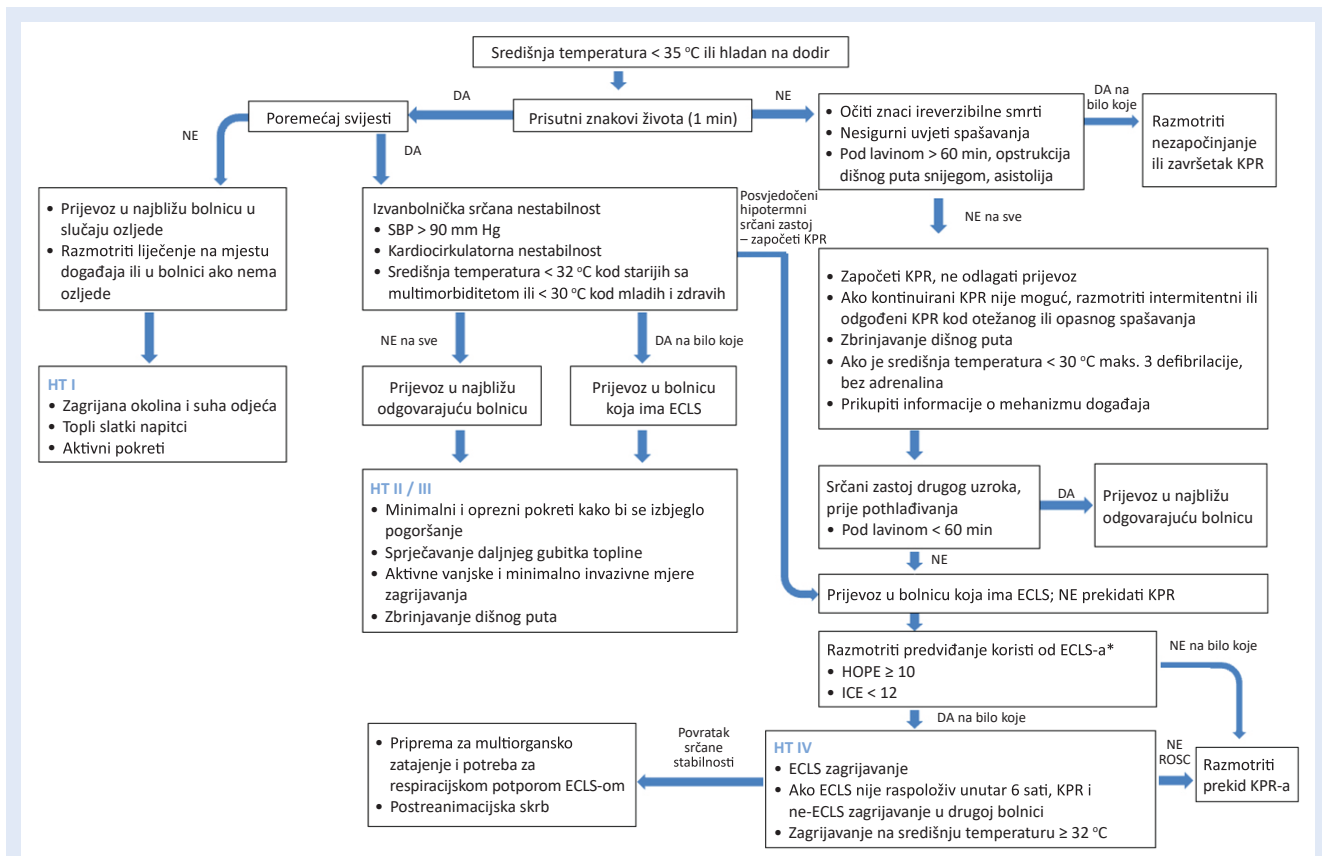 Središnja temperatura < 35 °C ili hladan na dodir
DA
NE
Poremećaj svijesti
Prisutni znakovi života (1 min)
• Očiti znaci ireverzibilne smrti
• Nesigurni uvjeti spašavanja
• Pod lavinom > 60 min, opstrukcija
dišnog puta snijegom, asistolija
DA na
bilo koje
Razmotriti
nezapočinjanje
ili završetak KPR
NE
DA
• Prijevoz u najbližu bolnicu u
slučaju ozljede
• Razmotriti liječenje na mjestu
događaja ili u bolnici ako nema
ozljede
Izvanbolnička srčana nestabilnost
• SBP > 90 mm Hg
• Kardiocirkulatorna nestabilnost
• Središnja temperatura < 32 °C kod starijih sa
multimorbiditetom ili < 30 °C kod mladih i zdravih
Posvjedočeni
hipotermni
srčani zastoj
– započeti KPR
NE na sve
• Započeti KPR, ne odlagati prijevoz
• Ako kontinuirani KPR nije moguć, razmotriti intermitentni ili
odgođeni KPR kod otežanog ili opasnog spašavanja
• Zbrinjavanje dišnog puta
• Ako je središnja temperatura < 30 °C maks. 3 defibrilacije,
bez adrenalina
• Prikupiti informacije o mehanizmu događaja
NE na sve
DA na bilo koje
HT I
• Zagrijana okolina i suha odjeća
• Topli slatki napitci
• Aktivni pokreti
Prijevoz u najbližu
odgovarajuću bolnicu
Prijevoz u bolnicu
koja ima ECLS
HT II / III
• Minimalni i oprezni pokreti kako bi se izbjeglo
pogoršanje
• Sprječavanje daljnjeg gubitka topline
• Aktivne vanjske i minimalno invazivne mjere
zagrijavanja
• Zbrinjavanje dišnog puta
Srčani zastoj drugog uzroka,
prije pothlađivanja
• Pod lavinom < 60 min
DA
Prijevoz u najbližu
odgovarajuću bolnicu
NE
Prijevoz u bolnicu koja ima ECLS; NE prekidati KPR
Razmotriti predviđanje koristi od ECLS-a*
• HOPE ≥ 10
• ICE < 12
NE na bilo koje
DA na bilo koje
• Priprema za multiorgansko
zatajenje i potreba za
respiracijskom potporom ECLS-om
• Postreanimacijska skrb
Povratak
srčane
stabilnosti
HT IV
• ECLS zagrijavanje
• Ako ECLS nije raspoloživ unutar 6 sati, KPR i
ne-ECLS zagrijavanje u drugoj bolnici
• Zagrijavanje na središnju temperaturu ≥ 32 °C
NE
ROSC
Razmotriti
prekid KPR-a